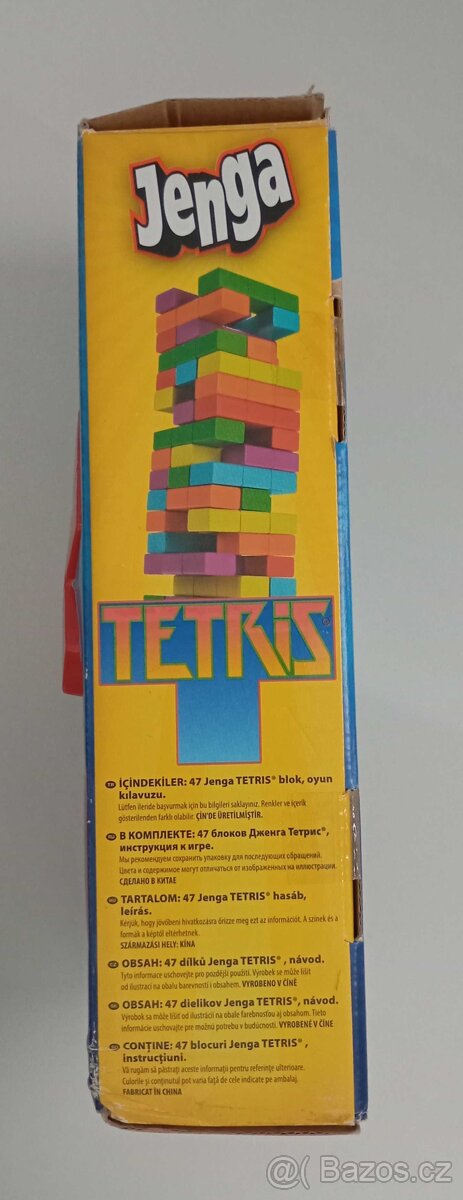 Jenga
TETRIS®
TR İÇİNDEKİLER: 47 Jenga TETRIS® blok, oyun
kılavuzu.
Lütfen ileride başvurmak için bu bilgileri saklayınız. Renkler ve içerik
gösterilenden farklı olabilir. ÇİN'DE ÜRETİLMİŞTİR.
RU В КОМПЛЕКТЕ: 47 блоков Дженга Тетрис®,
инструкция к игре.
Мы рекомендуем сохранить упаковку для последующих обращений.
Цвета и содержимое могут отличаться от изображенных на иллюстрации.
СДЕЛАНО В КИТАЕ
HU TARTALOM: 47 Jenga TETRIS® hasáb,
leírás.
Kérjük, hogy jövőbeni hivatkozásra őrizze meg ezt az információt. A színek és a
formák a képtől eltérhetnek.
SZÁRMAZÁSI HELY: KÍNA
CZ OBSAH: 47 dílků Jenga TETRIS®, návod.
Tyto informace uschovejte pro pozdější použití. Výrobek se může lišit
od ilustrací na obalu barevností i obsahem. VYROBENO V ČÍNĚ
SK OBSAH: 47 dielikov Jenga TETRIS®, návod.
Výrobok sa môže líšiť od ilustrácií na obale farebnosťou aj obsahom. Tieto
informácie uschovajte pre možnú potrebu v budúcnosti. VYROBENÉ V ČÍNE
RO CONȚINE: 47 blocuri Jenga TETRIS® ,
instrucțiuni.
Vă rugăm să păstrați aceste informații pentru referințe ulterioare.
Culorile și conținutul pot varia față de cele indicate pe ambalaj.
FABRICAT ÎN CHINA
Bazos.cz